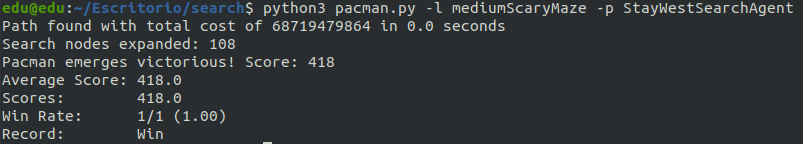 edu@edu:~/Escritorio/search$ python3 pacman.py -l mediumScaryMaze -p StayWestSearchAgent
Path found with total cost of 68719479864 in 0.0 seconds
Search nodes expanded: 108
Pacman emerges victorious! Score: 418
Average Score: 418.0
Scores:        418.0
Win Rate:      1/1 (1.00)
Record:        Win